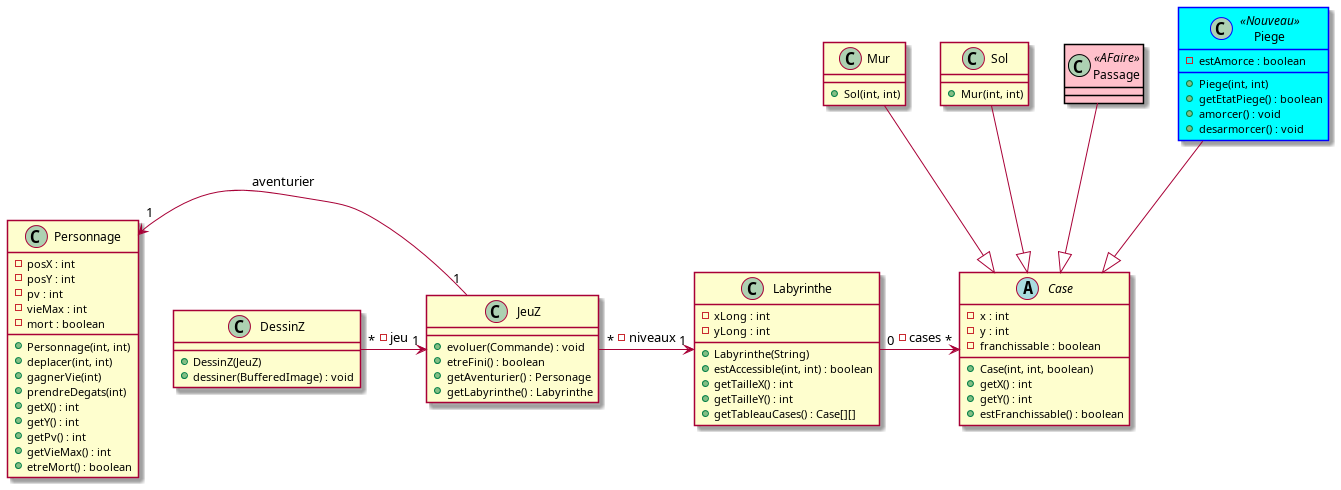 C Personnage
posX : int
posY : int
pv : int
vieMax : int
mort : boolean
Personnage(int, int)
deplacer(int, int)
gagnerVie(int)
prendreDegats(int)
getX() : int
getY() : int
getPv() : int
getVieMax() : int
etreMort() : boolean
aventurier
1
1
C DessinZ
DessinZ(JeuZ)
dessiner(BufferedImage) : void
* jeu 1
C JeuZ
evoluer(Commande) : void
etreFini() : boolean
getAventurier() : Personage
getLabyrinthe() : Labyrinthe
* niveaux 1
C Labyrinthe
xLong : int
yLong : int
Labyrinthe(String)
estAccessible(int, int) : boolean
getTailleX() : int
getTailleY() : int
getTableauCases() : Case[][]
0 cases *
C Mur
Sol(int, int)
C Sol
Mur(int, int)
C «AFaire»
Passage
C «Nouveau»
Piege
estAmorce : boolean
Piege(int, int)
getEtatPiege() : boolean
amorcer() : void
desarmorcer() : void
A Case
x : int
y : int
franchissable : boolean
Case(int, int, boolean)
getX() : int
getY() : int
estFranchissable() : boolean